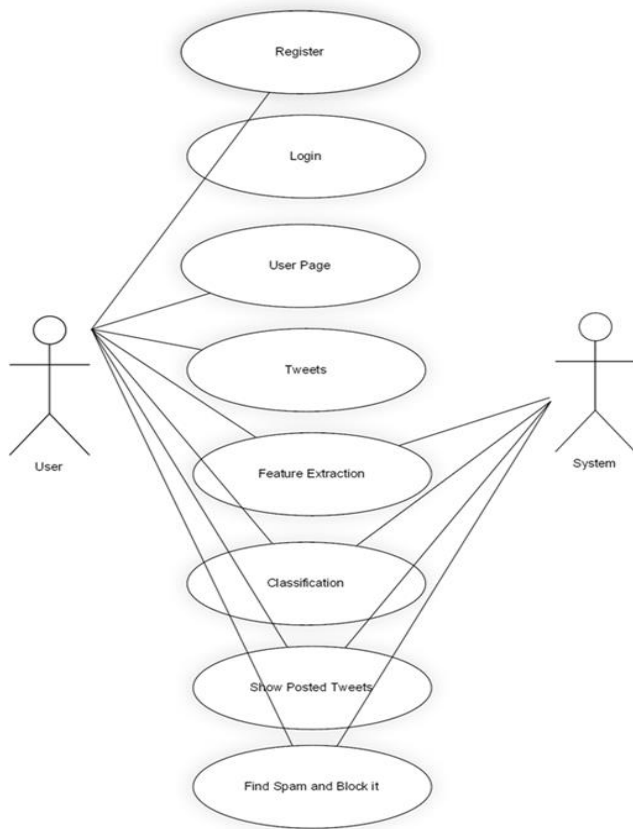 Register
Login
User Page
Tweets
Feature Extraction
User
System
Classification
Show Posted Tweets
Find Spam and Block it